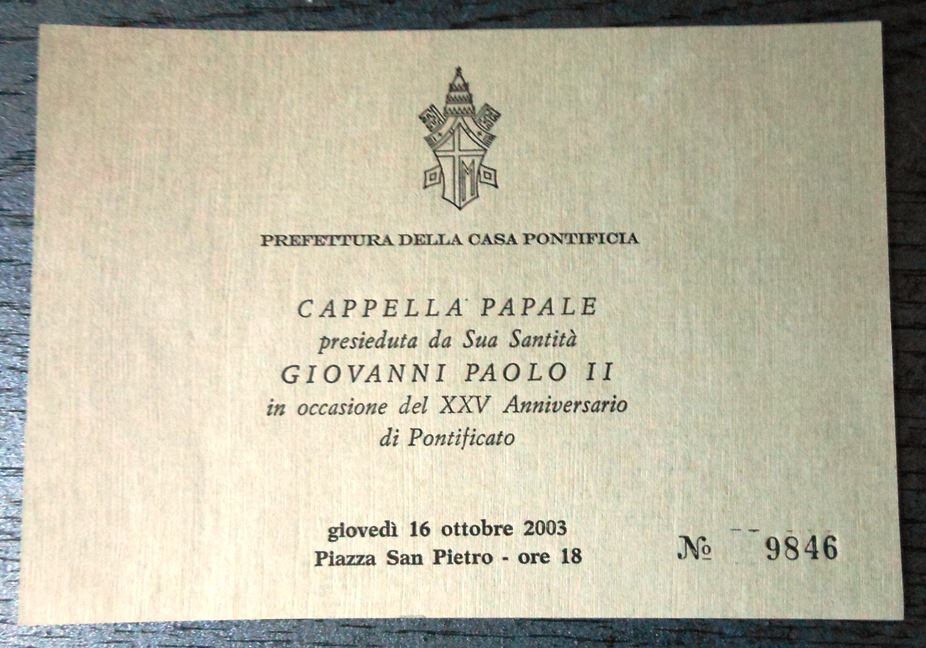 PREFETTURA DELLA CASA PONTIFICIA
CAPPELLA PAPALE
presieduta da Sua Santità
GIOVANNI PAOLO II
in occasione del XXV Anniversario
di Pontificato
giovedì 16 ottobre 2003
Piazza San Pietro - ore 18
No 9846